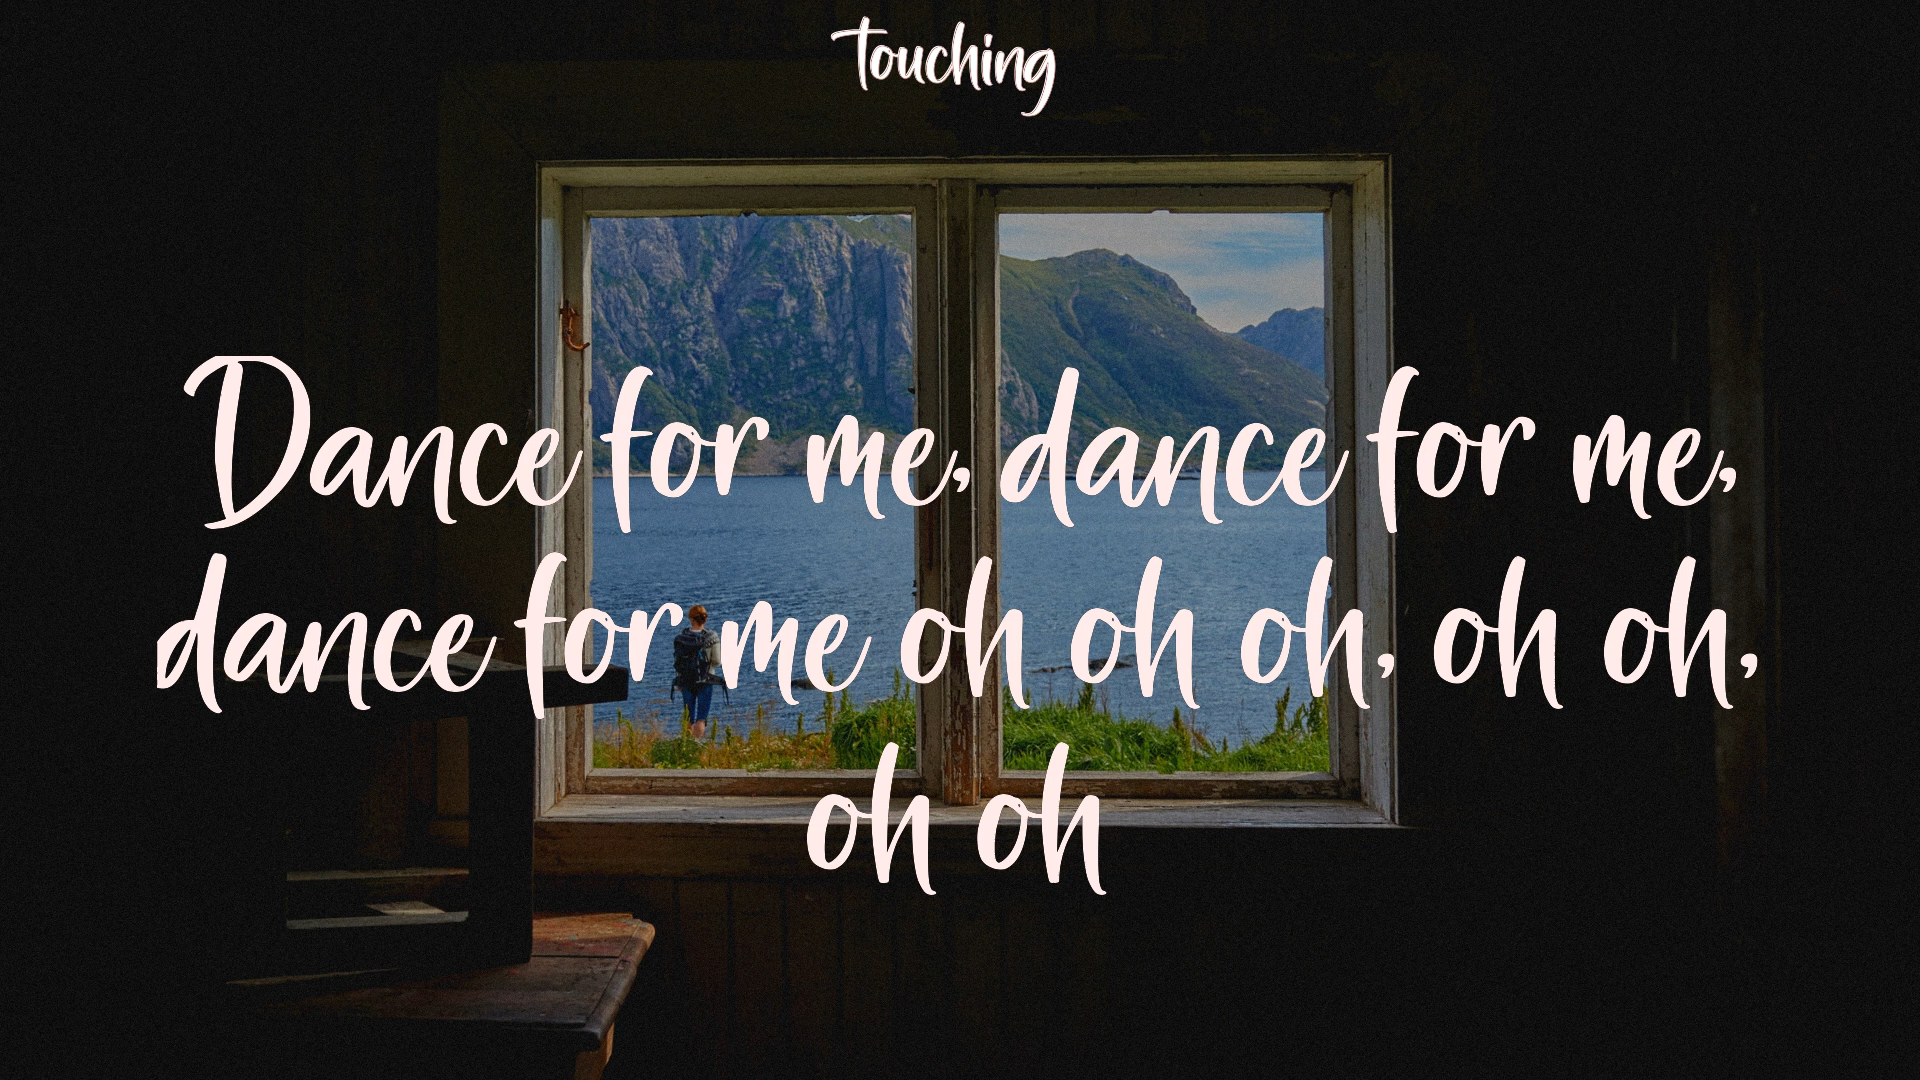 Touching
Dance for me, dance for me,
dance for me oh oh oh, oh oh,
oh oh